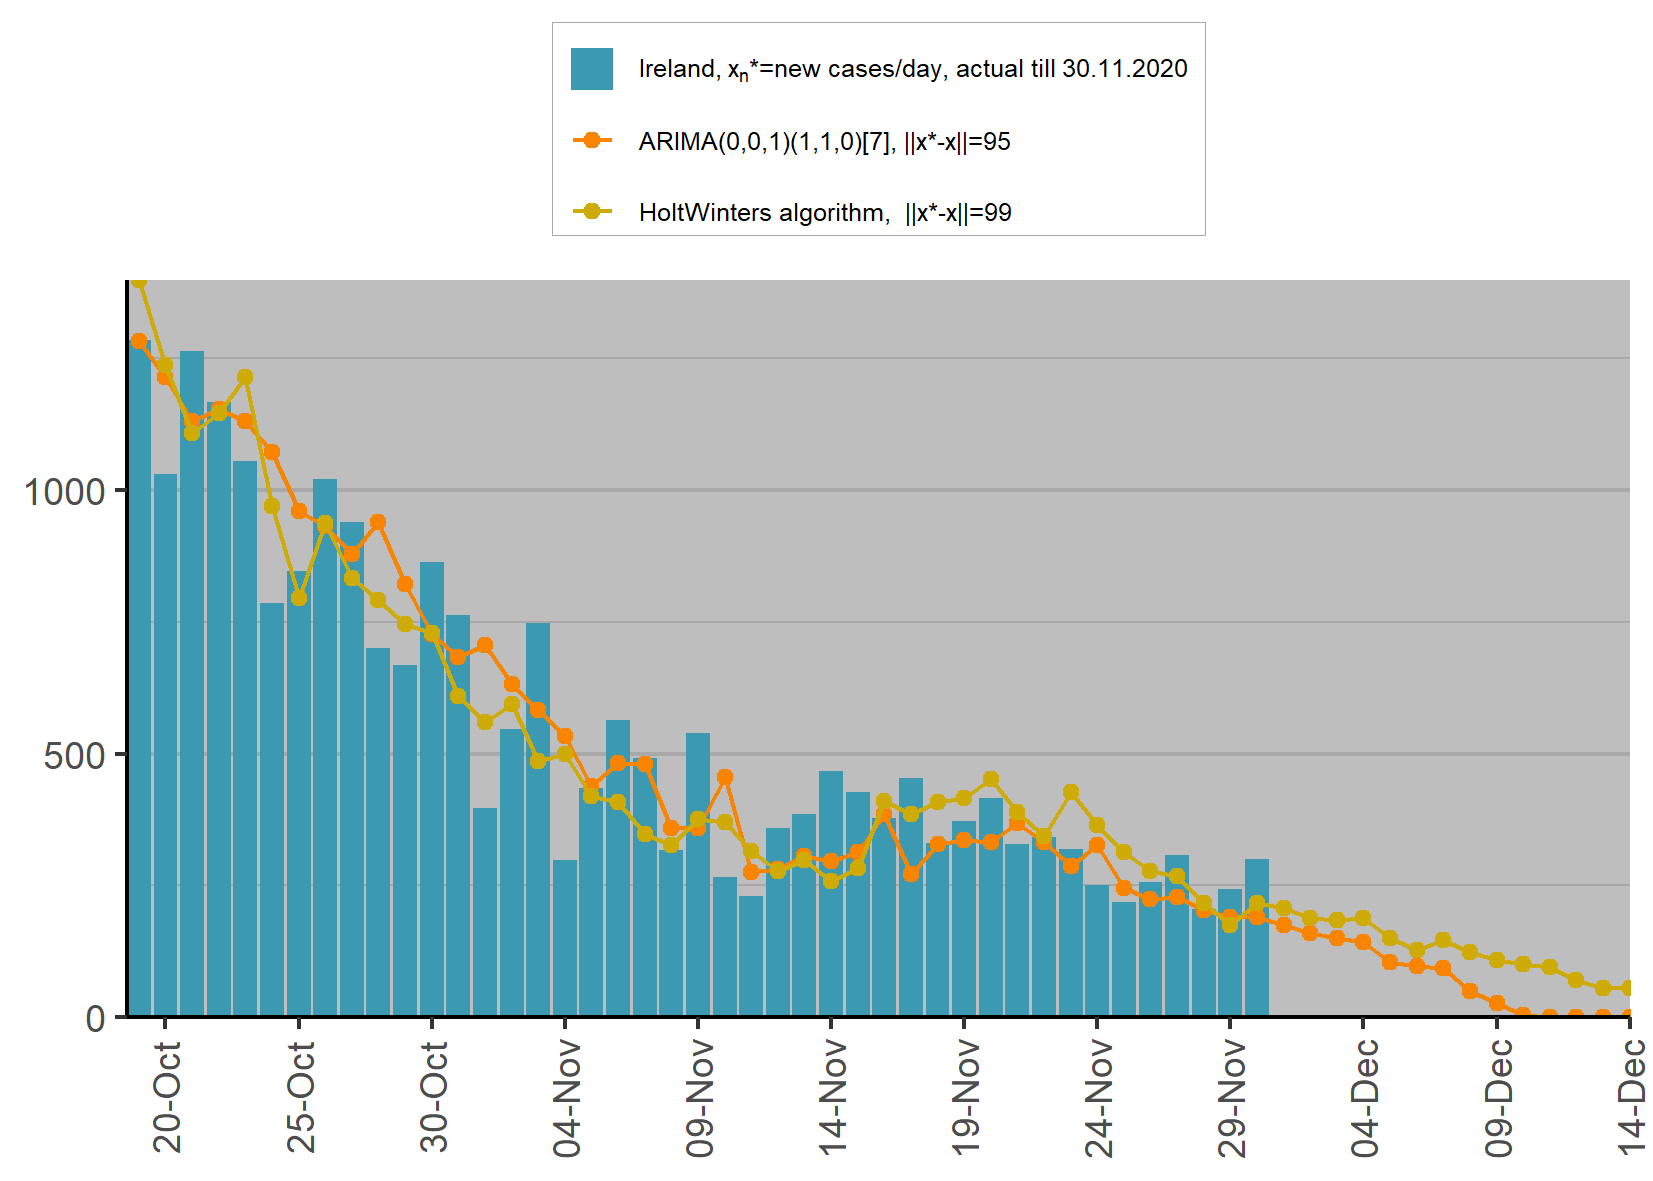 Ireland, xn*=new cases/day, actual till 30.11.2020
ARIMA(0,0,1)(1,1,0)[7], ||x*-x||=95
HoltWinters algorithm,  ||x*-x||=99
1000
500
0
20-Oct
25-Oct
30-Oct
04-Nov
09-Nov
14-Nov
19-Nov
24-Nov
29-Nov
04-Dec
09-Dec
14-Dec